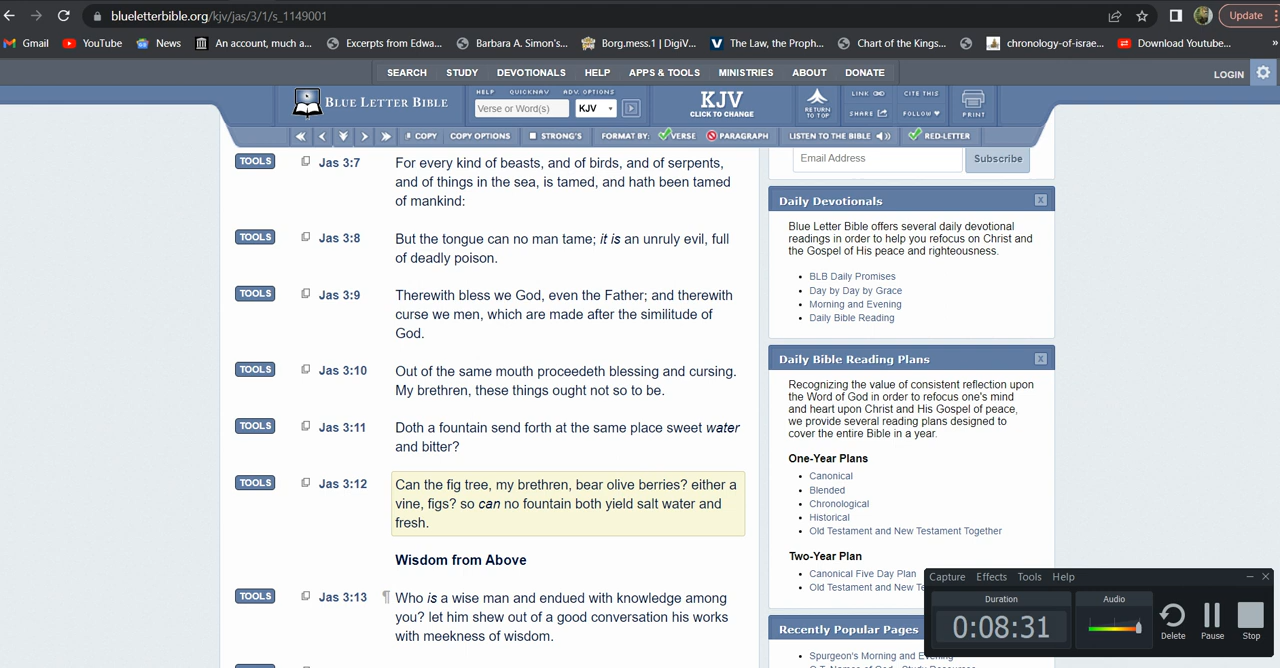 blueletterbible.org/kjv/jas/3/1/s_1149001
Update
Gmail
YouTube
News
An account, much a...
Excerpts from Edwa...
Barbara A. Simon's...
Borg.mess.1 | DigiV...
The Law, the Proph...
Chart of the Kings...
chronology-of-israe...
Download Youtube...
»
SEARCH
STUDY
DEVOTIONALS
HELP
APPS & TOOLS
MINISTRIES
ABOUT
DONATE
LOGIN
BLUE LETTER BIBLE
HELP
QUICKNAV
ADV. OPTIONS
Verse or Word(s)
KJV
KJV
CLICK TO CHANGE
RETURN
TO TOP
LINK
CITE THIS
SHARE
FOLLOW
PRINT
COPY
COPY OPTIONS
STRONG'S
FORMAT BY:
VERSE
PARAGRAPH
LISTEN TO THE BIBLE
RED-LETTER
TOOLS
Jas 3:7
For every kind of beasts, and of birds, and of serpents,
and of things in the sea, is tamed, and hath been tamed
of mankind:
TOOLS
Jas 3:8
But the tongue can no man tame; it is an unruly evil, full
of deadly poison.
TOOLS
Jas 3:9
Therewith bless we God, even the Father; and therewith
curse we men, which are made after the similitude of
God.
TOOLS
Jas 3:10
Out of the same mouth proceedeth blessing and cursing.
My brethren, these things ought not so to be.
TOOLS
Jas 3:11
Doth a fountain send forth at the same place sweet water
and bitter?
TOOLS
Jas 3:12
Can the fig tree, my brethren, bear olive berries? either a
vine, figs? so can no fountain both yield salt water and
fresh.
Wisdom from Above
TOOLS
Jas 3:13
¶ Who is a wise man and endued with knowledge among
you? let him shew out of a good conversation his works
with meekness of wisdom.
Email Address
Subscribe
Daily Devotionals
X
Blue Letter Bible offers several daily devotional
readings in order to help you refocus on Christ and
the Gospel of His peace and righteousness.
BLB Daily Promises
Day by Day by Grace
Morning and Evening
Daily Bible Reading
Daily Bible Reading Plans
X
Recognizing the value of consistent reflection upon
the Word of God in order to refocus one's mind
and heart upon Christ and His Gospel of peace,
we provide several reading plans designed to
cover the entire Bible in a year.
One-Year Plans
Canonical
Blended
Chronological
Historical
Old Testament and New Testament Together
Two-Year Plan
Canonical Five Day Plan
Old Testament and New Te
Recently Popular Pages
Spurgeon's Morning and Evening
Capture
Effects
Tools
Help
Duration
0:08:31
Audio
Delete
Pause
Stop